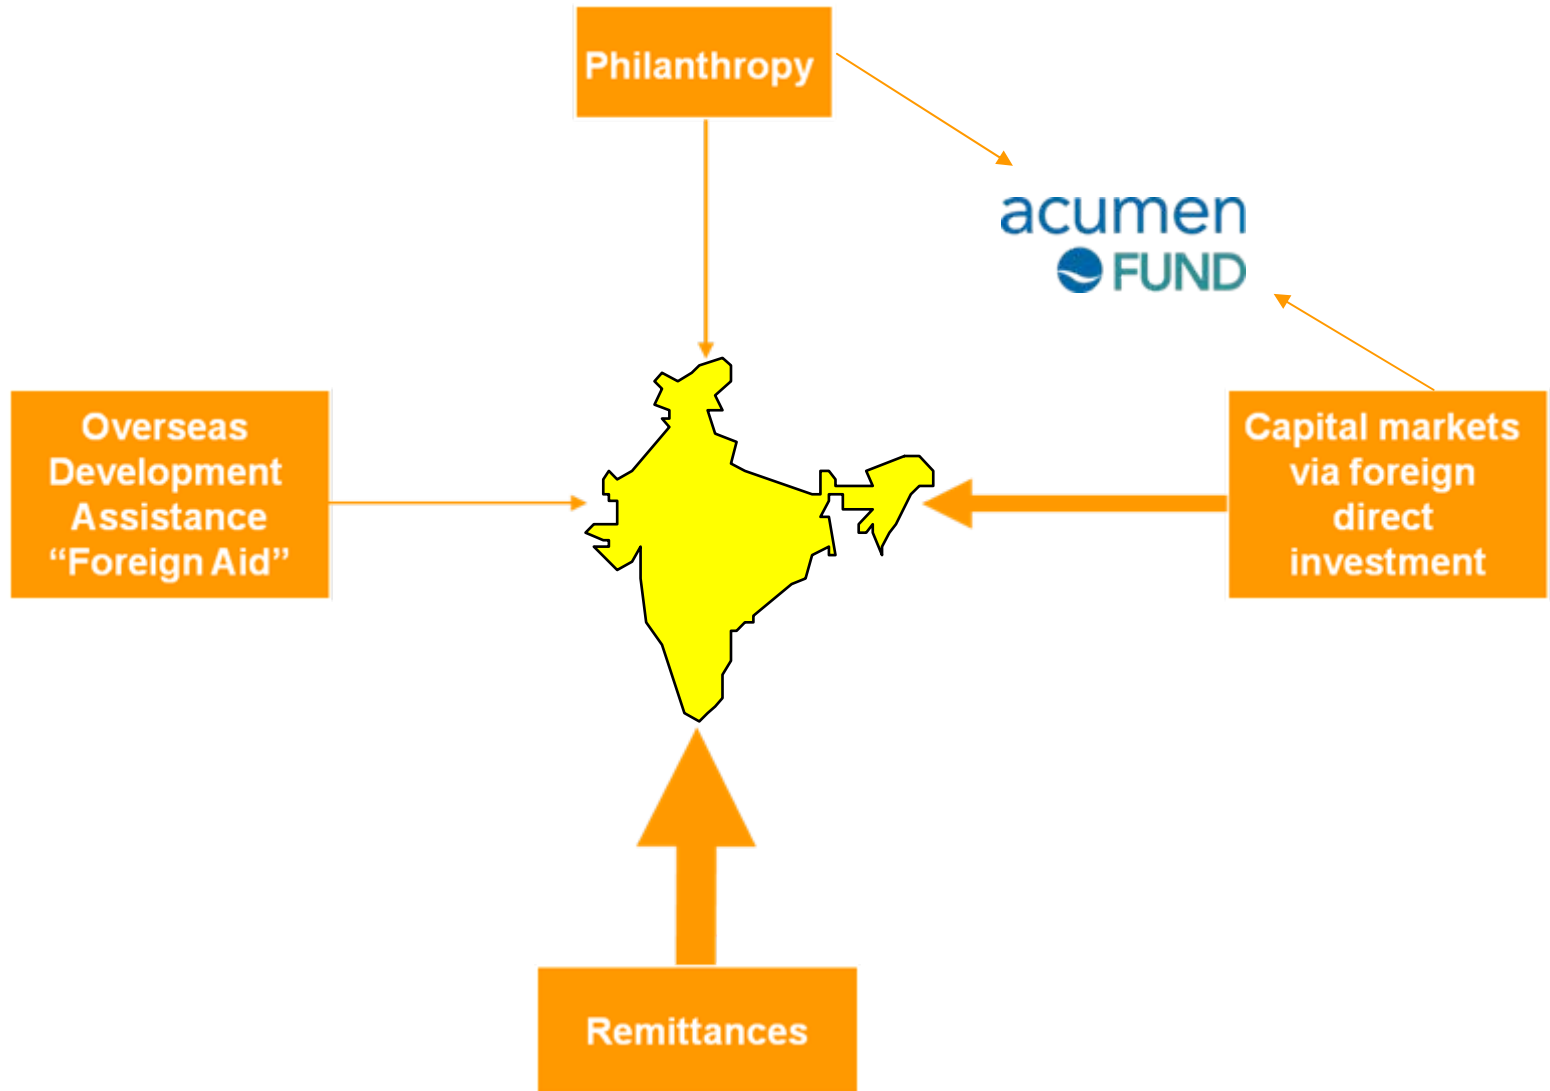 Philanthropy
acumen
FUND
Overseas
Development
Assistance
“Foreign Aid”
Capital markets
via foreign
direct
investment
Remittances